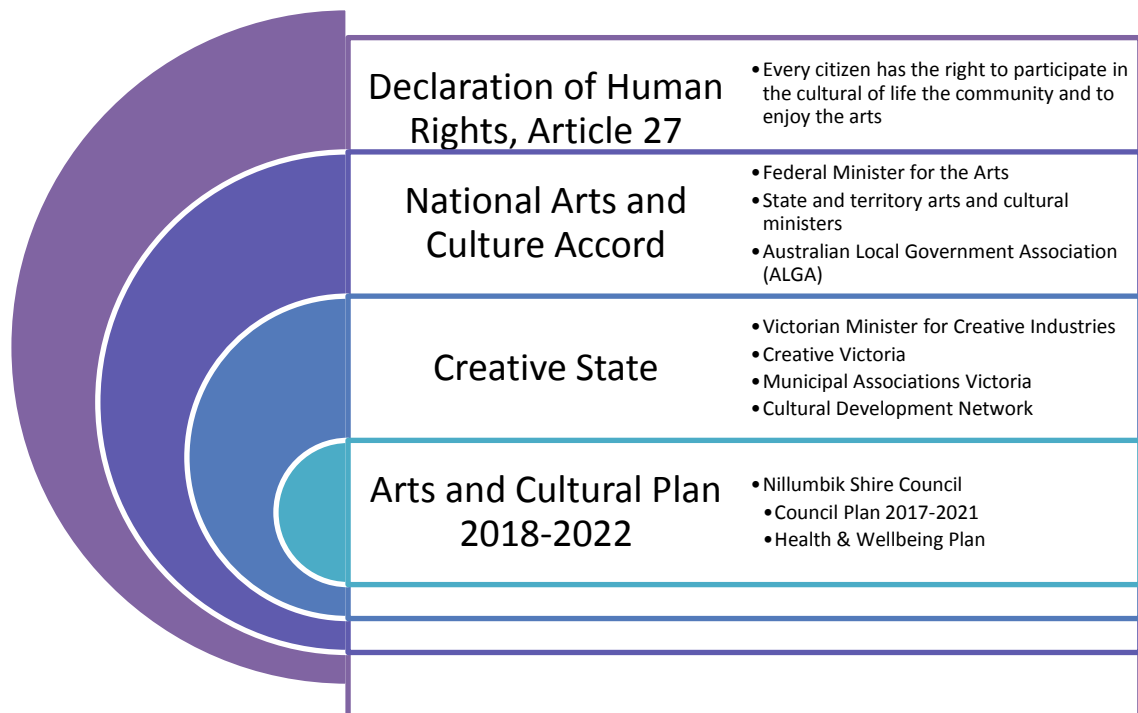 Declaration of Human
Rights, Article 27
•Every citizen has the right to participate in
the cultural of life the community and to
enjoy the arts
National Arts and
Culture Accord
•Federal Minister for the Arts
•State and territory arts and cultural
ministers
•Australian Local Government Association
(ALGA)
Creative State
•Victorian Minister for Creative Industries
•Creative Victoria
•Municipal Associations Victoria
•Cultural Development Network
Arts and Cultural Plan
2018-2022
•Nillumbik Shire Council
•Council Plan 2017-2021
•Health & Wellbeing Plan